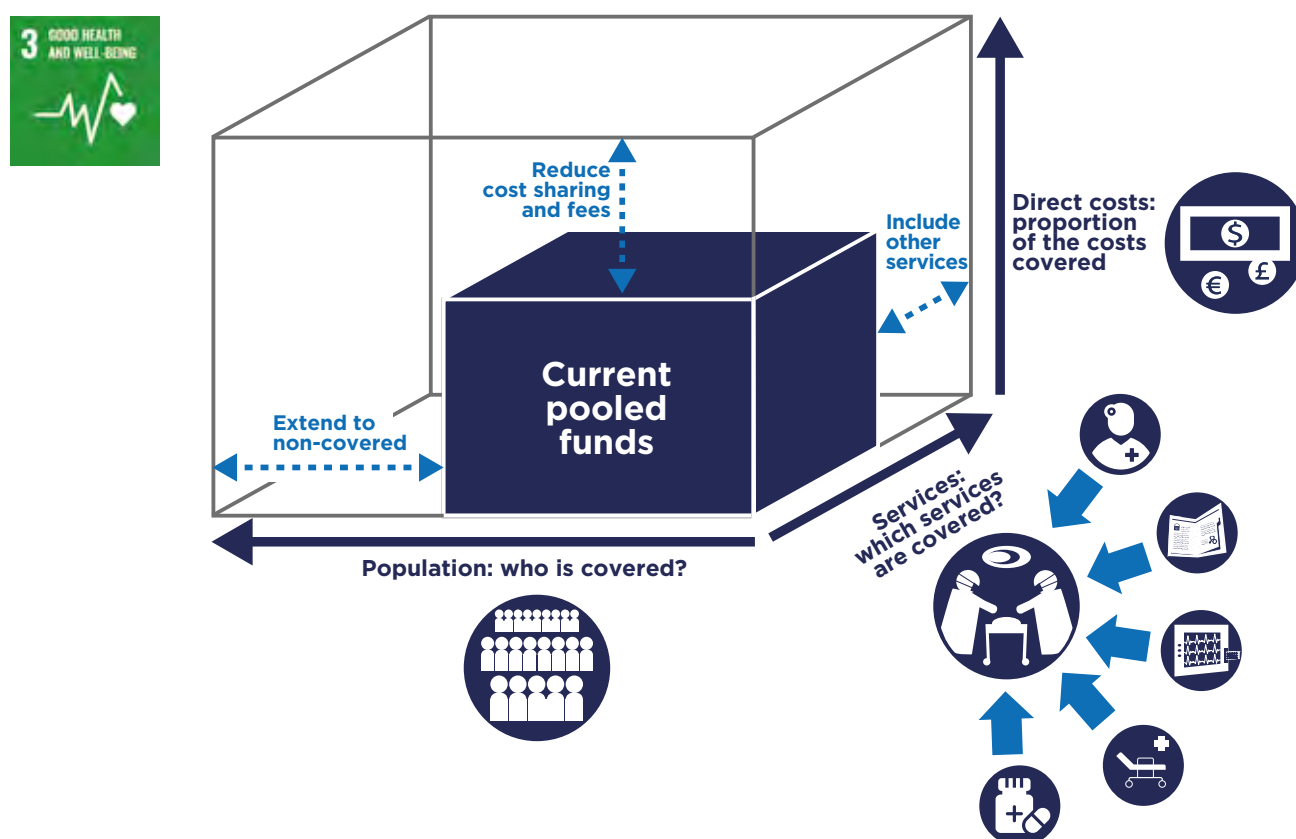 3 GOOD HEALTH
AND WELL-BEING
Reduce
cost sharing
and fees
Include
other
services
Direct costs:
proportion
of the costs
covered
$
€
£
Current
pooled
funds
Extend to
non-covered
Services:
which services
are covered?
Population: who is covered?